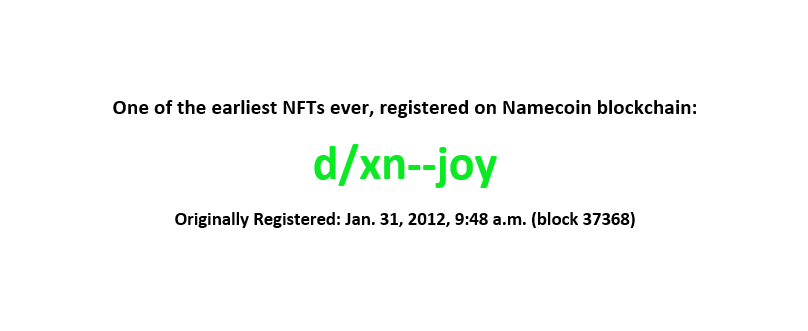 One of the earliest NFTs ever, registered on Namecoin blockchain:
d/xn--joy
Originally Registered: Jan. 31, 2012, 9:48 a.m. (block 37368)